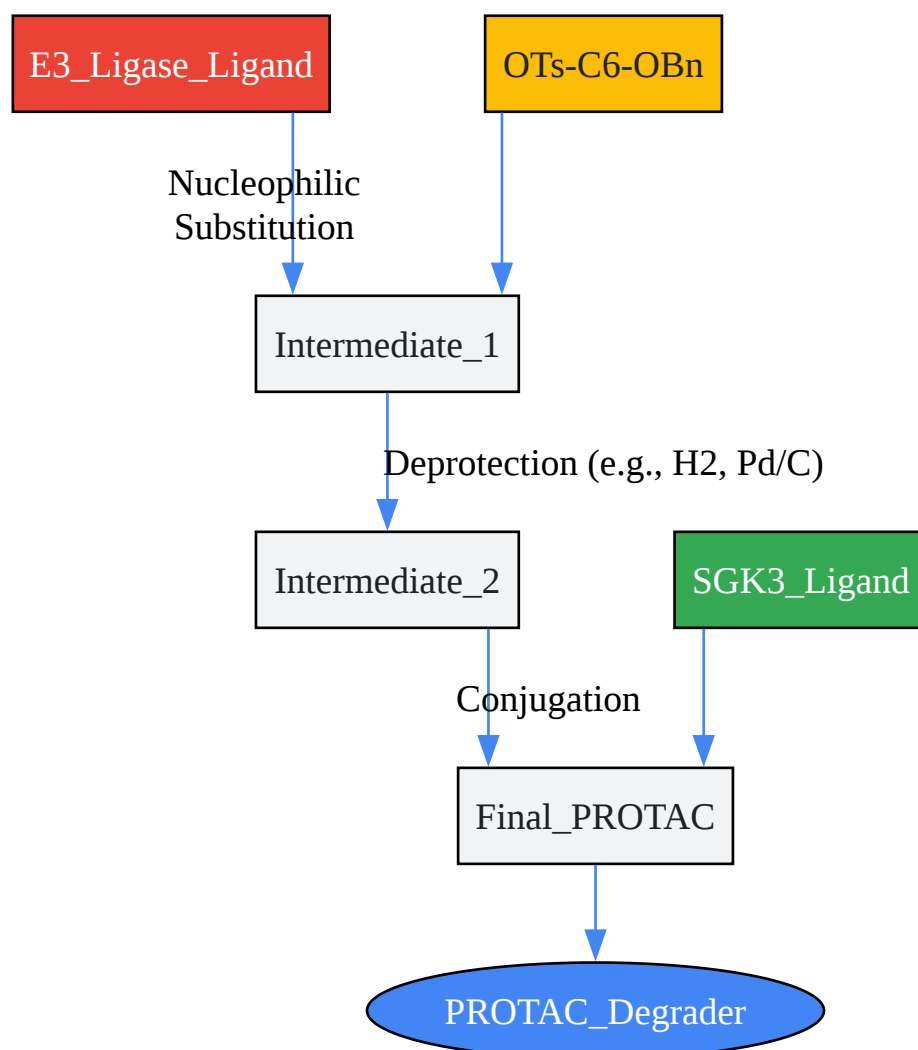 E3_Ligase_Ligand
OTs-C6-OBn
Nucleophilic
Substitution
Intermediate_1
Deprotection (e.g., H2, Pd/C)
Intermediate_2
SGK3_Ligand
Conjugation
Final_PROTAC
PROTAC_Degrader